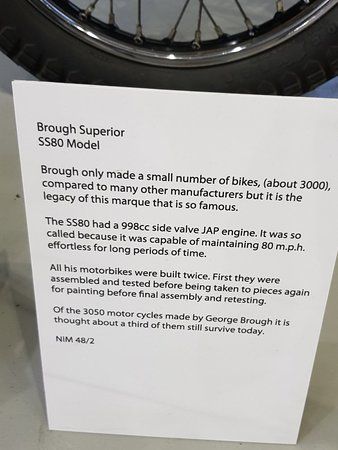 Brough Superior
SS80 Model
Brough only made a small number of bikes, (about 3000),
compared to many other manufacturers but it is the
legacy of this marque that is so famous.
The SS80 had a 998cc side valve JAP engine. It was so
called because it was capable of maintaining 80 m.p.h.
effortless for long periods of time.
All his motorbikes were built twice. First they were
assembled and tested before being taken to pieces again
for painting before final assembly and retesting.
Of the 3050 motor cycles made by George Brough it is
thought about a third of them still survive today.
NIM 48/2